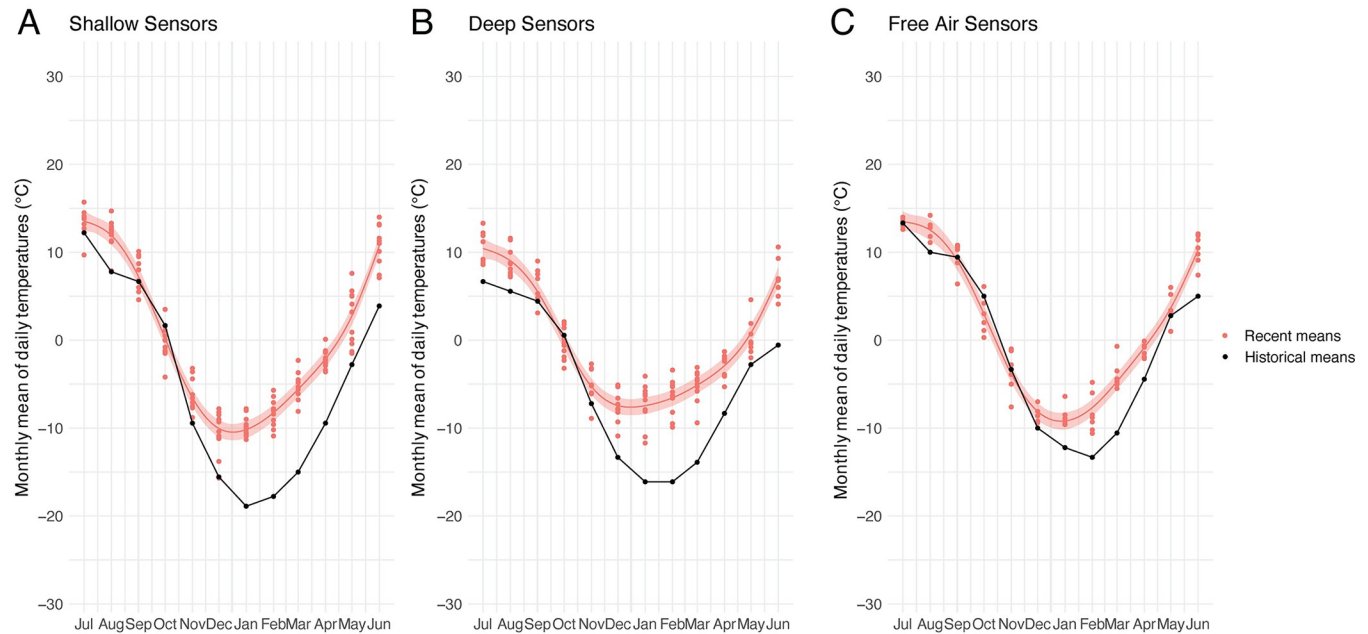 A Shallow Sensors
Monthly mean of daily temperatures (°C)
30
20
10
0
−10
−20
−30
Jul Aug Sep Oct Nov Dec Jan Feb Mar Apr May Jun
B Deep Sensors
Monthly mean of daily temperatures (°C)
30
20
10
0
−10
−20
−30
Jul Aug Sep Oct Nov Dec Jan Feb Mar Apr May Jun
C Free Air Sensors
Monthly mean of daily temperatures (°C)
30
20
10
0
−10
−20
−30
Jul Aug Sep Oct Nov Dec Jan Feb Mar Apr May Jun
Recent means
Historical means